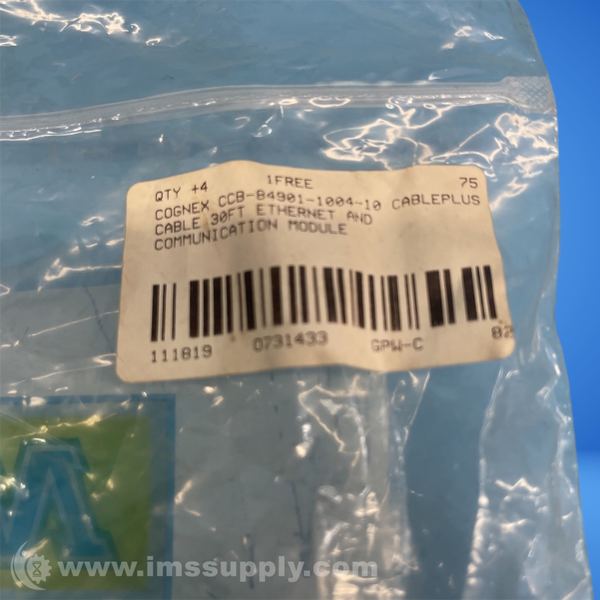 QTY +4 1FREE 75
COGNEX CCB-84901-1004-10 CABLEPLUS
CABLE 30FT ETHERNET AND
COMMUNICATION MODULE
111819 0731433 GPW-C 02
www.imssupply.com